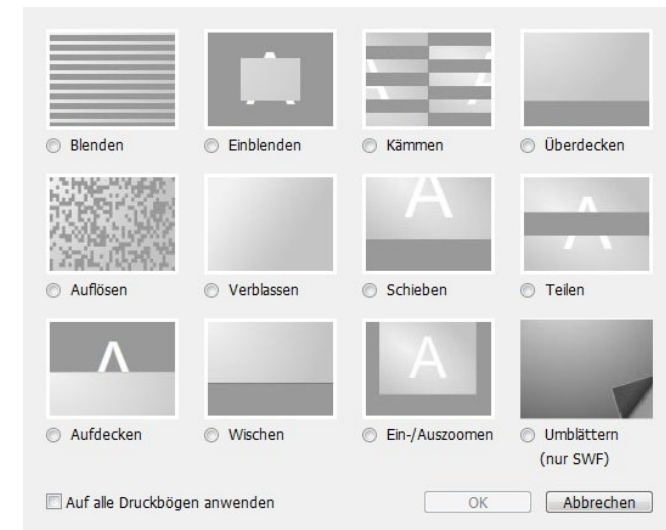 Blenden
Einblenden
Kämmen
Überdecken
Auflösen
Verblassen
Schieben
Teilen
Aufdecken
Wischen
Ein-/Auszoomen
Umblättern
(nur SWF)
Auf alle Druckbögen anwenden
OK
Abbrechen